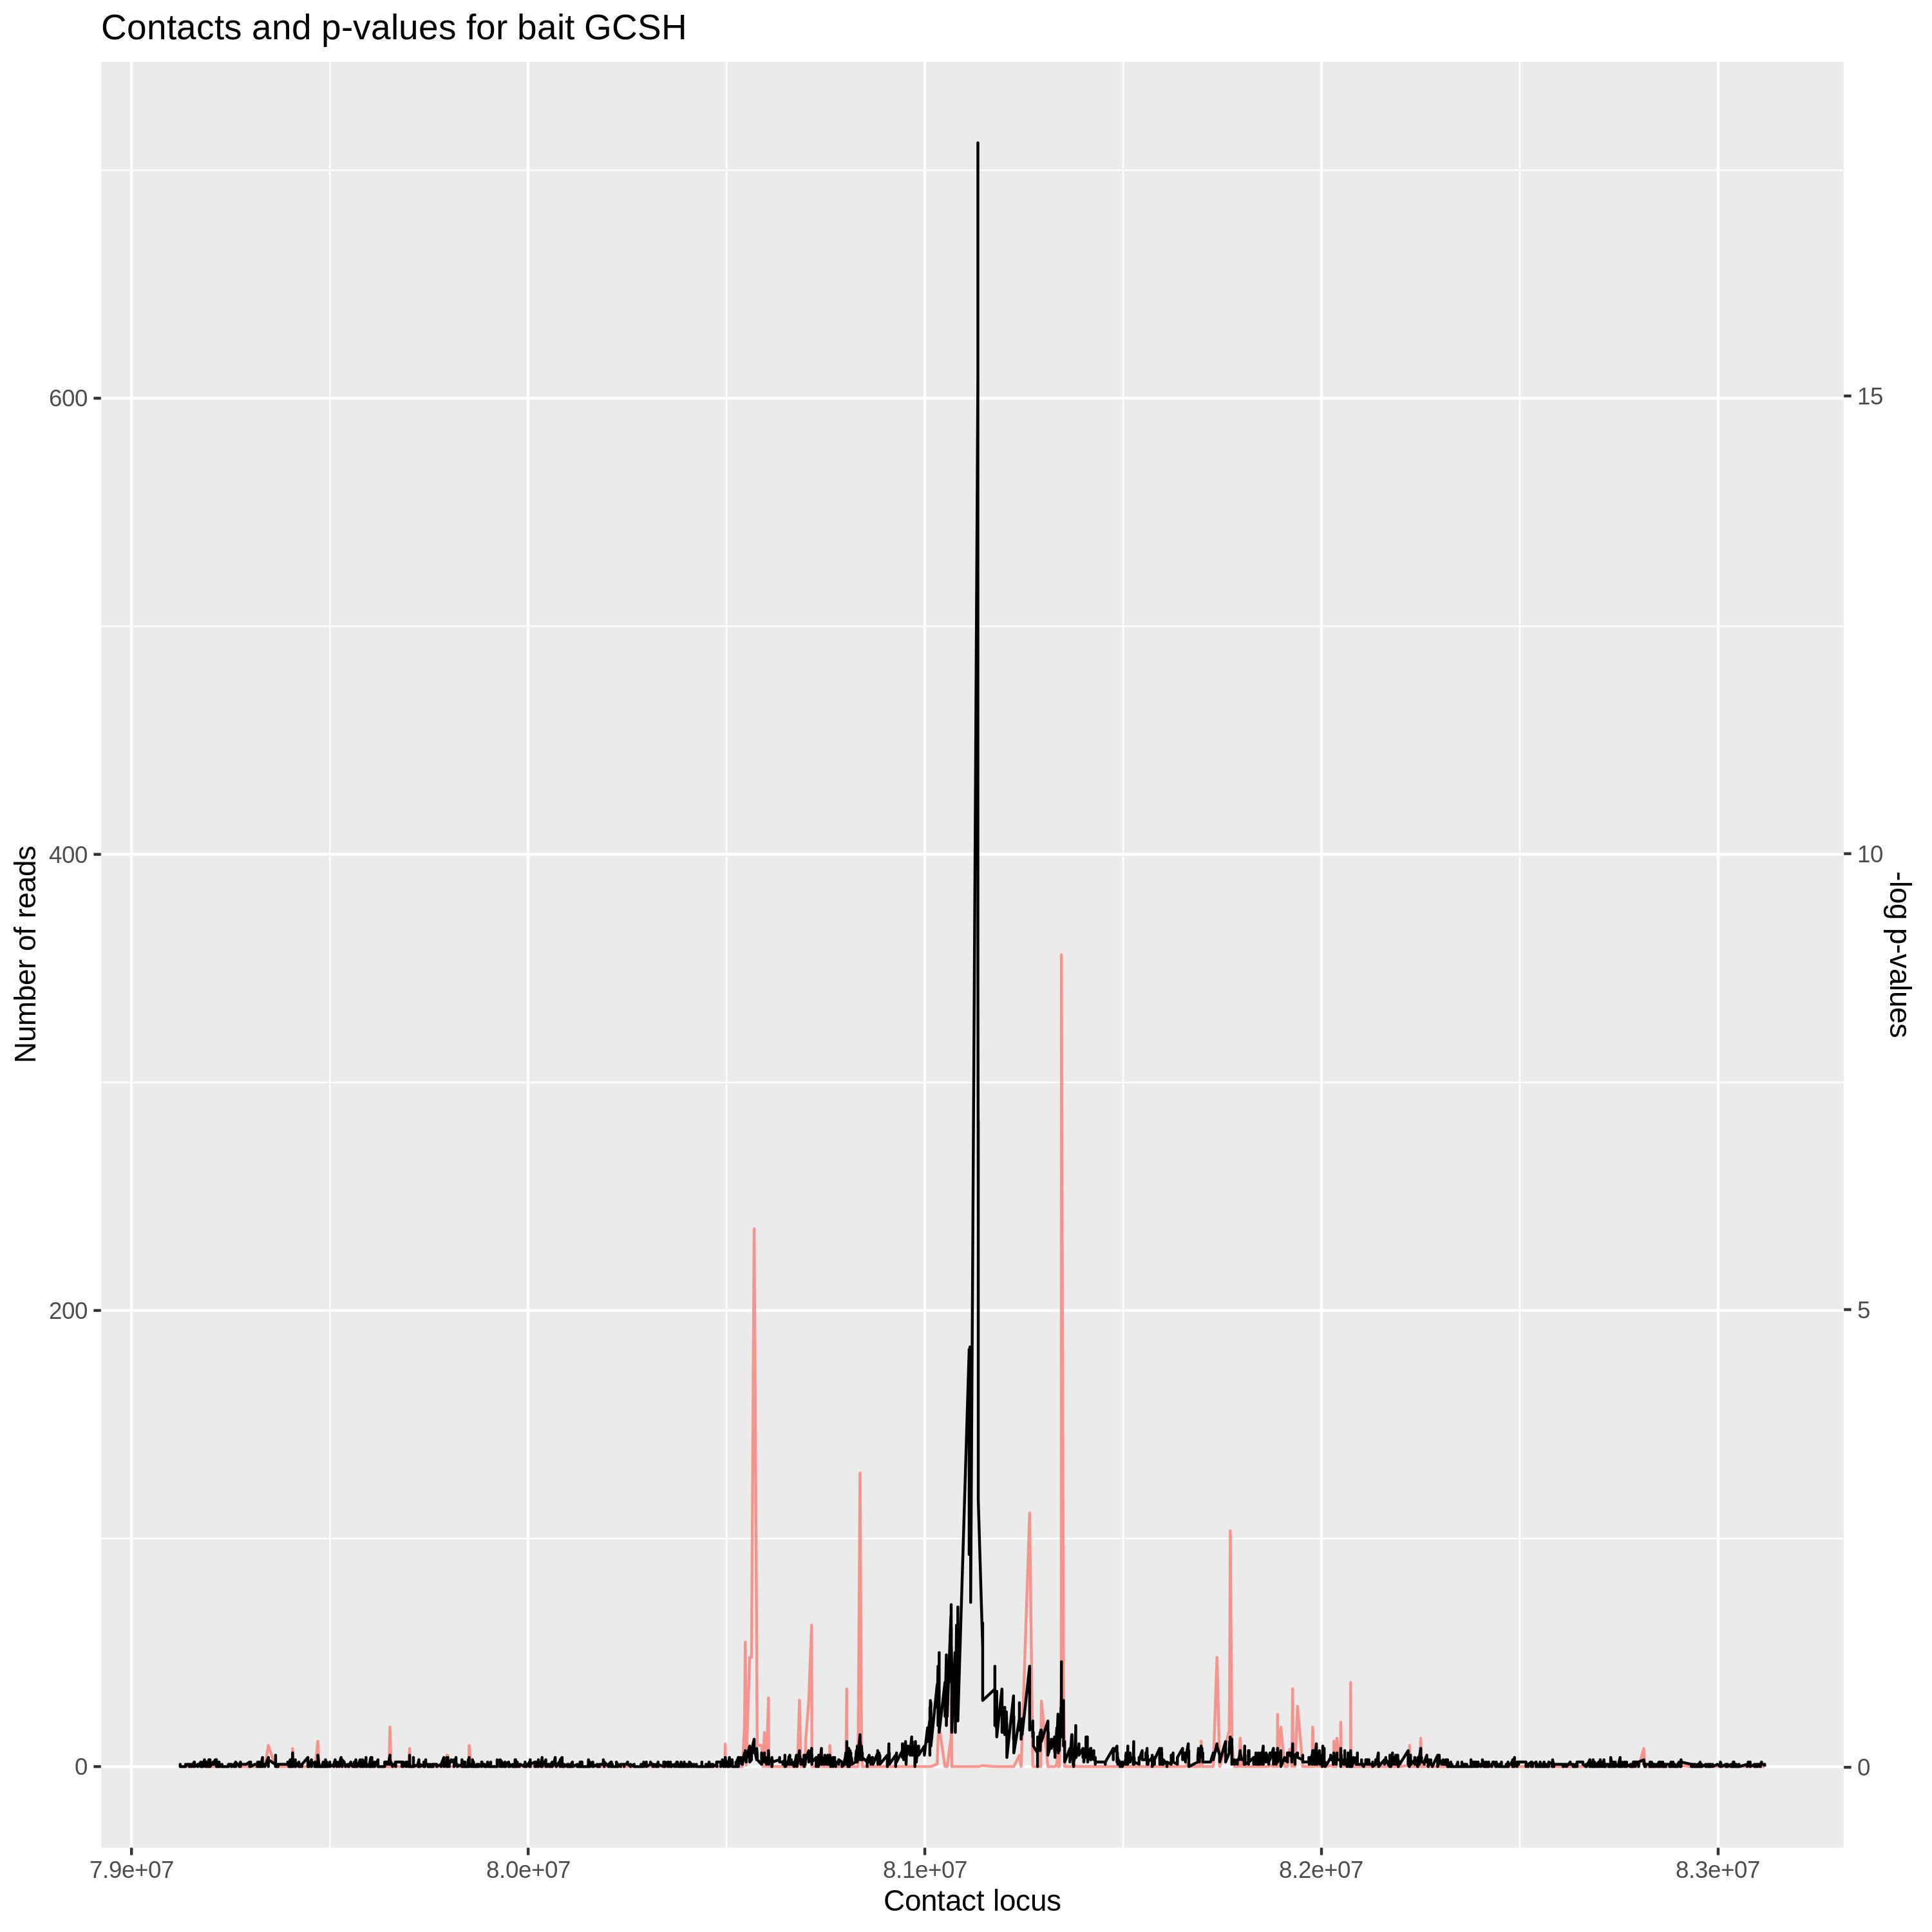 Contacts and p-values for bait GCSH
600
400
200
0
15
10
5
0
Number of reads
-log p-values
7.9e+07 8.0e+07 8.1e+07 8.2e+07 8.3e+07
Contact locus